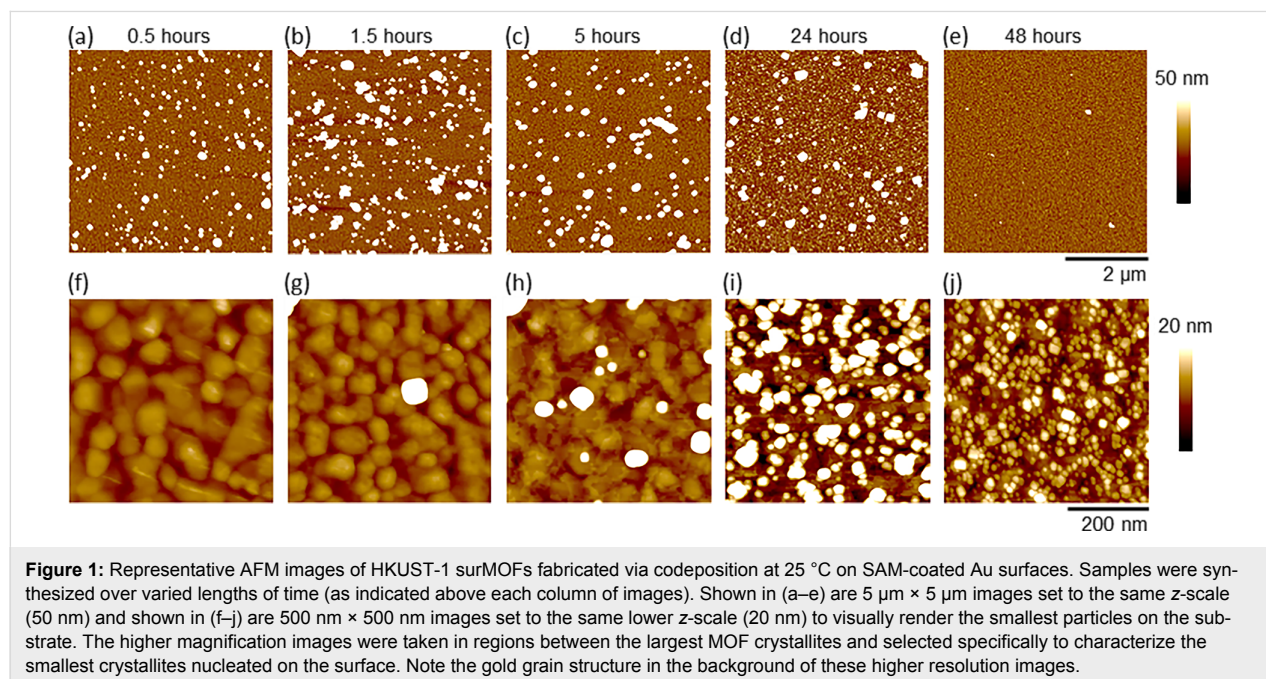 (a) 0.5 hours (b) 1.5 hours (c) 5 hours (d) 24 hours (e) 48 hours
50 nm
2 µm
(f) (g) (h) (i) (j)
20 nm
200 nm
Figure 1: Representative AFM images of HKUST-1 surMOFs fabricated via codeposition at 25 °C on SAM-coated Au surfaces. Samples were syn-
thesized over varied lengths of time (as indicated above each column of images). Shown in (a–e) are 5 µm × 5 µm images set to the same z-scale
(50 nm) and shown in (f–j) are 500 nm × 500 nm images set to the same lower z-scale (20 nm) to visually render the smallest particles on the sub-
strate. The higher magnification images were taken in regions between the largest MOF crystallites and selected specifically to characterize the
smallest crystallites nucleated on the surface. Note the gold grain structure in the background of these higher resolution images.